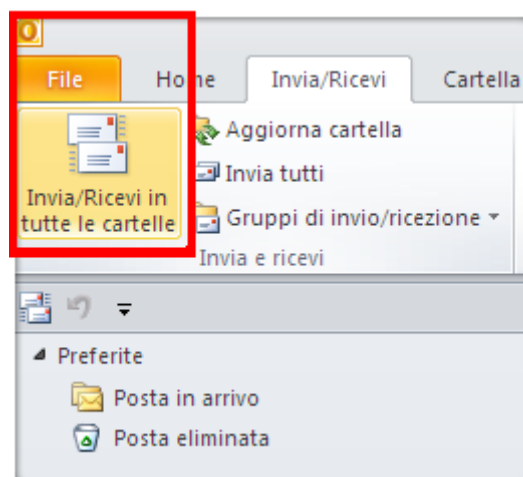 File Home Invia/Ricevi Cartella
Invia/Ricevi in
tutte le cartelle
Aggiorna cartella
Invia tutti
Gruppi di invio/ricezione
Invia e ricevi
Preferite
Posta in arrivo
Posta eliminata